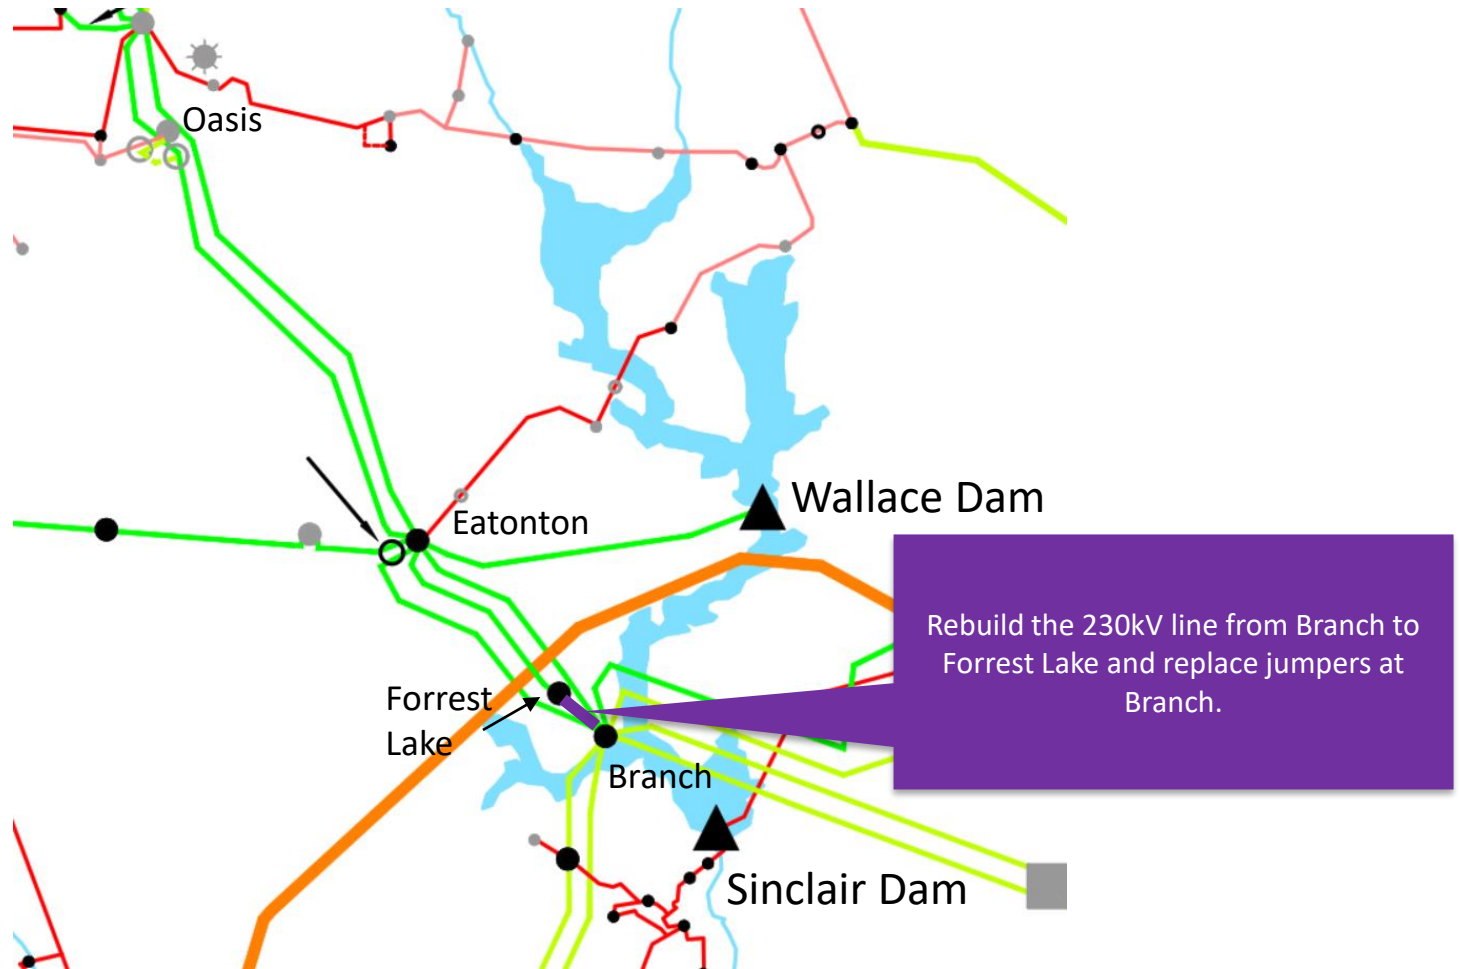 Oasis
Wallace Dam
Eatonton
Rebuild the 230kV line from Branch to
Forrest Lake and replace jumpers at
Branch.
Forrest
Lake
Branch
Sinclair Dam